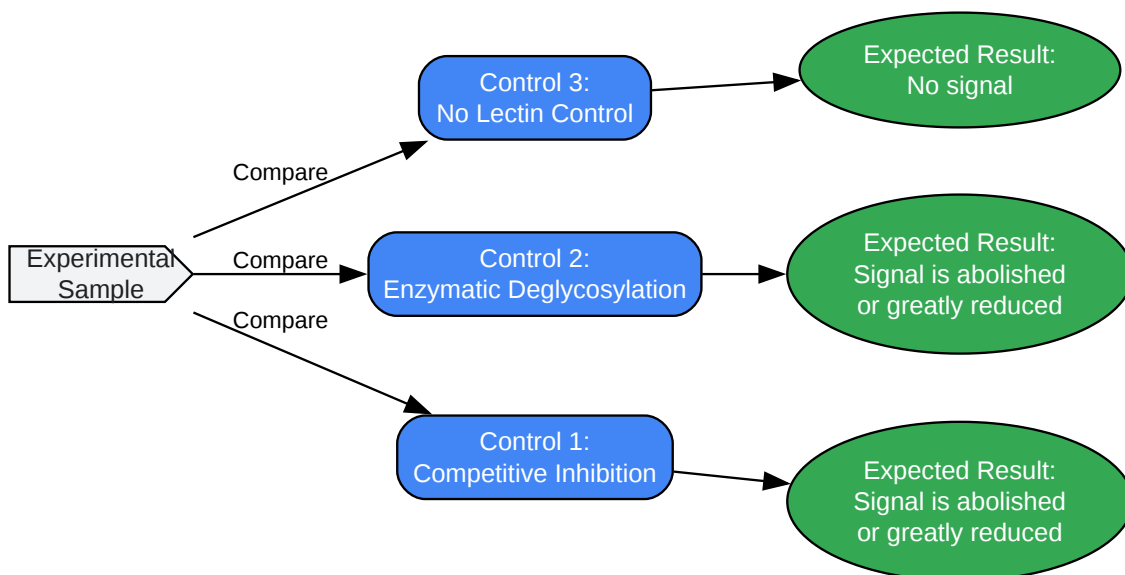 Control 3:
No Lectin Control
Expected Result:
No signal
Compare
Experimental
Sample
Compare
Control 2:
Enzymatic Deglycosylation
Expected Result:
Signal is abolished
or greatly reduced
Compare
Control 1:
Competitive Inhibition
Expected Result:
Signal is abolished
or greatly reduced